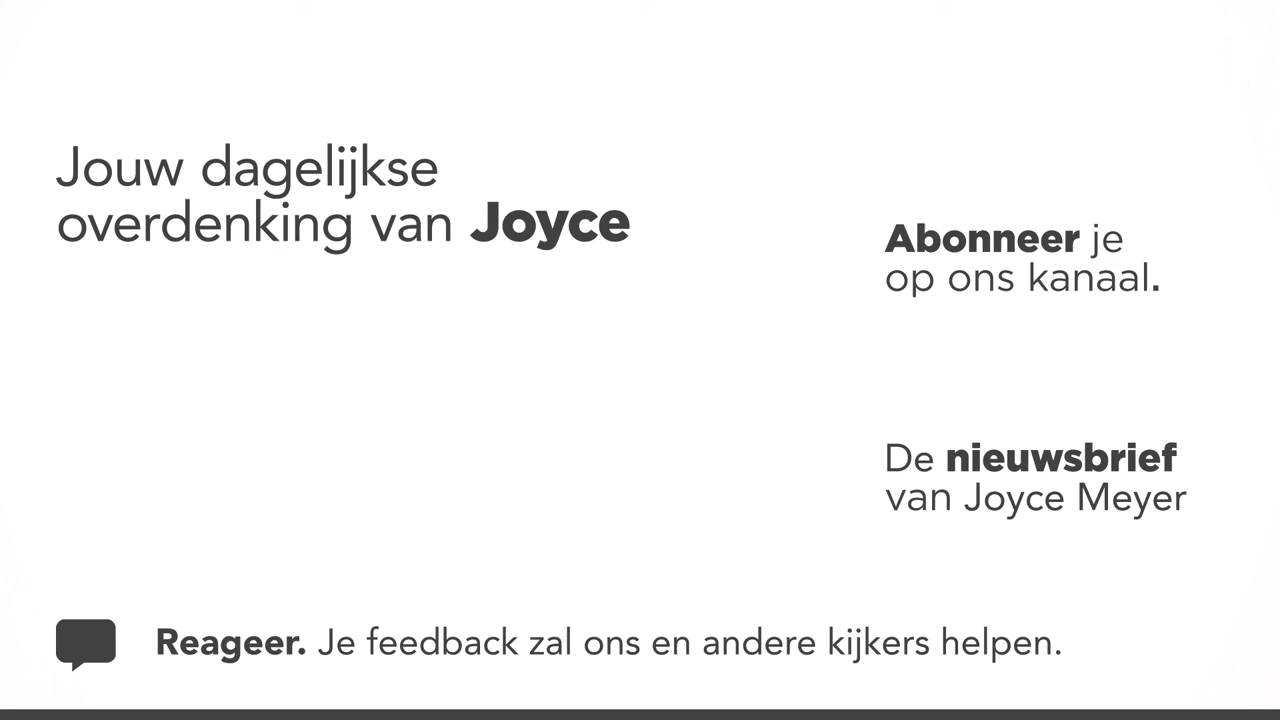 Jouw dagelijkse
overdenking van Joyce
Abonneer je
op ons kanaal.
De nieuwsbrief
van Joyce Meyer
Reageer. Je feedback zal ons en andere kijkers helpen.